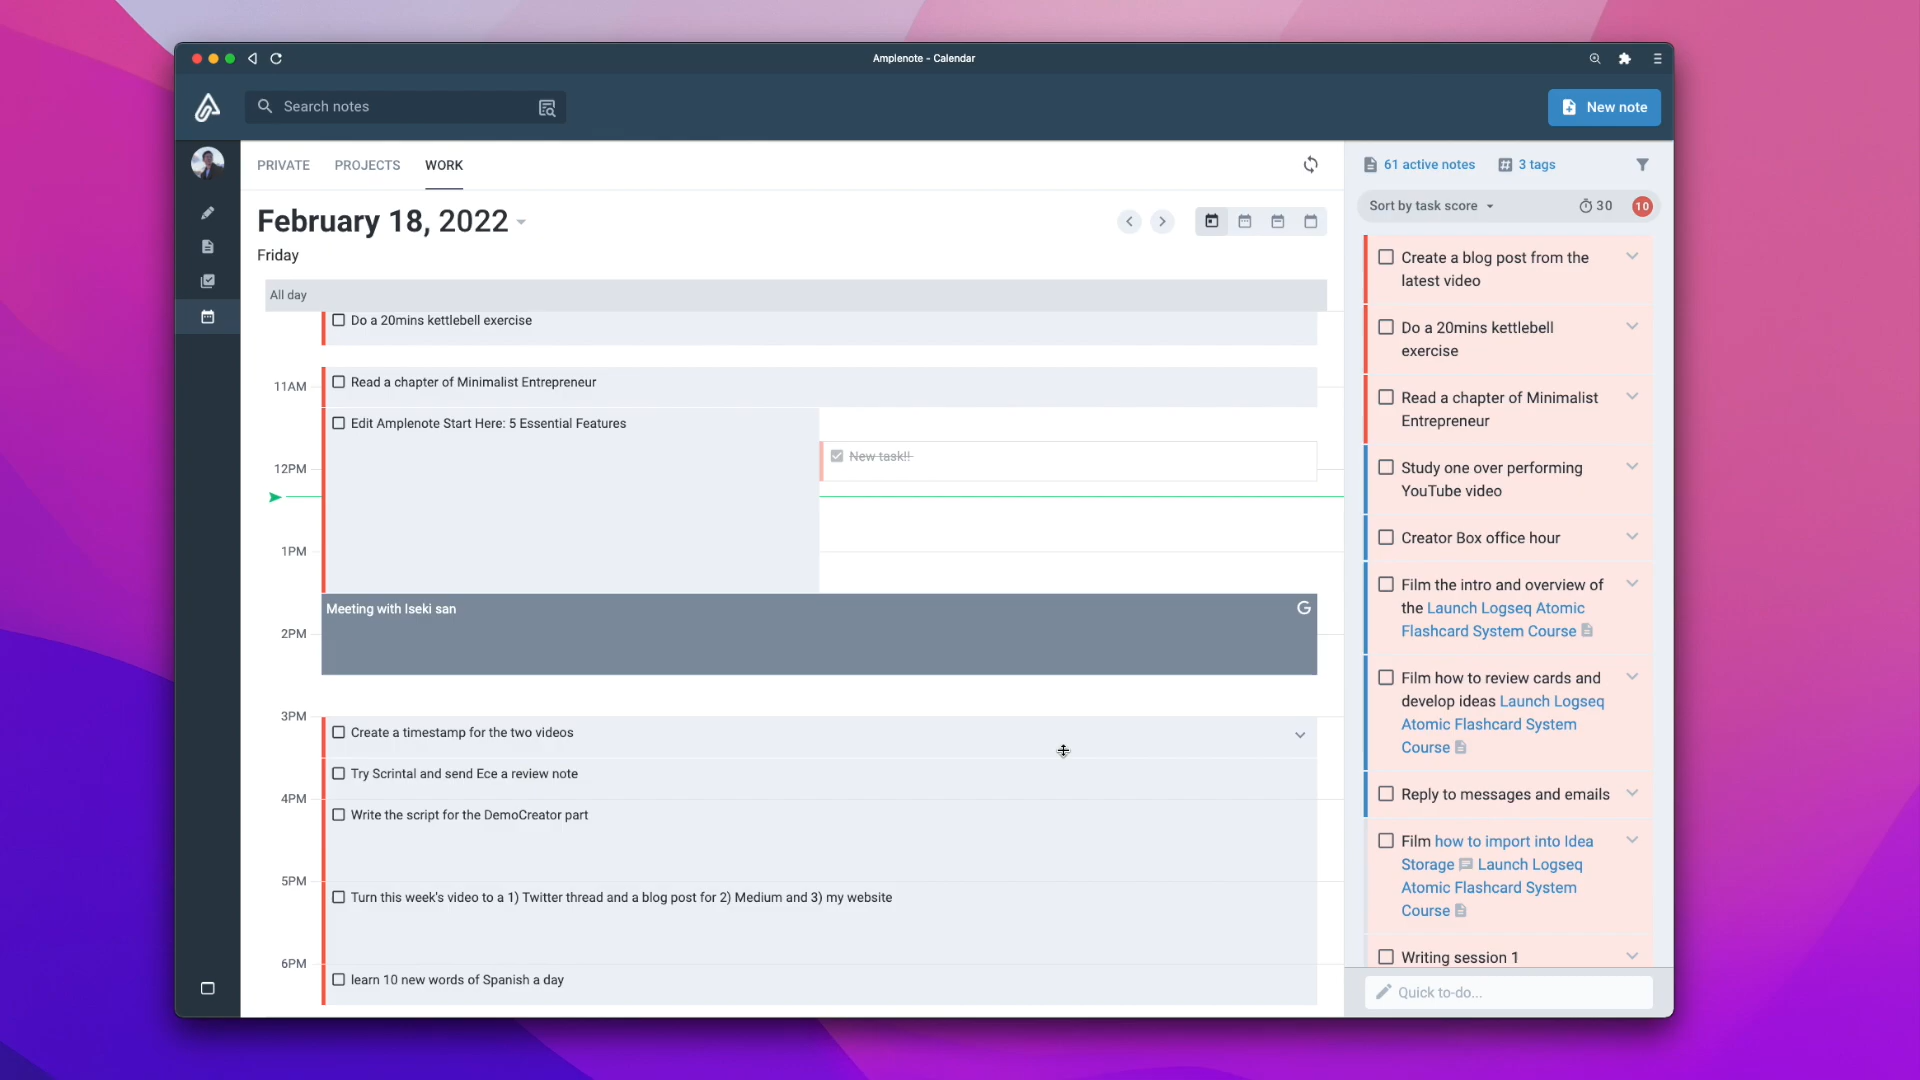 Amplenote - Calendar
Search notes
New note
PRIVATE PROJECTS WORK
February 18, 2022
Friday
All day
Do a 20mins kettlebell exercise
11AM
Read a chapter of Minimalist Entrepreneur
Edit Amplenote Start Here: 5 Essential Features
New task!!
12PM
1PM
Meeting with Iseki san
G
2PM
3PM
Create a timestamp for the two videos
Try Scrintal and send Ece a review note
4PM
Write the script for the DemoCreator part
5PM
Turn this week's video to a 1) Twitter thread and a blog post for 2) Medium and 3) my website
6PM
learn 10 new words of Spanish a day
61 active notes # 3 tags
Sort by task score 30 10
Create a blog post from the
latest video
Do a 20mins kettlebell
exercise
Read a chapter of Minimalist
Entrepreneur
Study one over performing
YouTube video
Creator Box office hour
Film the intro and overview of
the Launch Logseq Atomic
Flashcard System Course
Film how to review cards and
develop ideas Launch Logseq
Atomic Flashcard System
Course
Reply to messages and emails
Film how to import into Idea
Storage Launch Logseq
Atomic Flashcard System
Course
Writing session 1
Quick to-do...